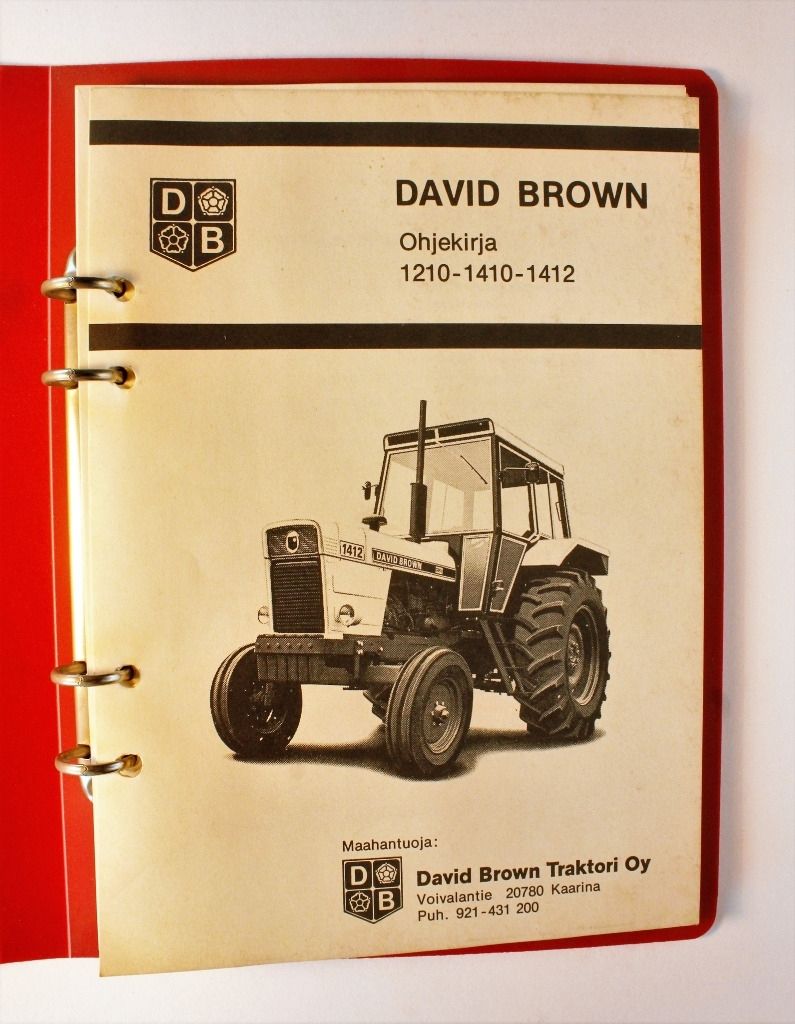 D
B
DAVID BROWN
Ohjekirja
1210-1410-1412
1412
DAVID BROWN
Maahantuoja:
D
B
David Brown Traktori Oy
Voivalantie 20780 Kaarina
Puh. 921-431 200